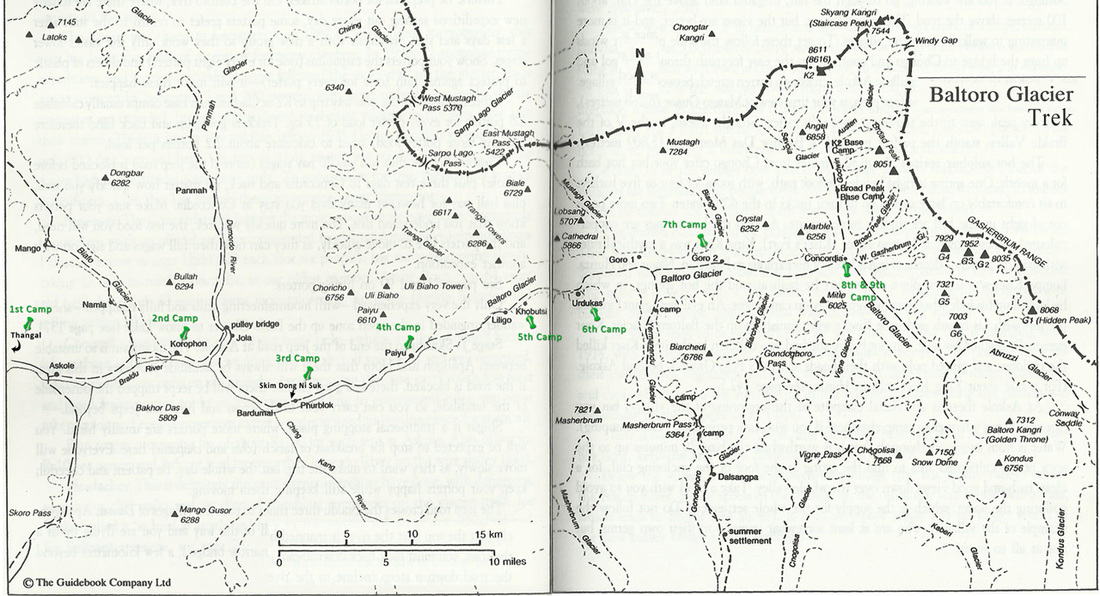 7145
Latoks
Glacier
Chiring
Glacier
6340
West Mustagh
Pass 5370
Sarpo Glacier
East Mustagh
Pass
5422
Sarpo Lago
Pass
Biale
6729
Panmah
Glacier
Panmah
Dongbar
6282
Dumordo
River
Mango
Biafo
Glacier
6617
Trango Glacier
Trango Towers
6286
Bullah
6294
Namla
Choricho
6756
Uli Biaho
Uli Biaho Tower
Paiyu
6610
Baltoro Glacier
Khobutsi
Liligo
5th Camp
1st Camp
Thangal
2nd Camp
Korophon
pulley bridge
Jola
3rd Camp
4th Camp
Paiyu
Skim Dong Ni Suk
Askole
Braldu River
Bakhor Das
5809
Bardumal
Phurblok
Ching
Kang
River
Skoro Pass
Mango Gusor
6288
0 5 10 15 km
0 5 10 miles
© The Guidebook Company Ltd
N
Chongtar
Kangri
Skyang Kangri
(Staircase Peak)
7544
Windy Gap
8611
(8616)
K2
Baltoro Glacier
Trek
Angel
6858
Savoia
Glacier
Godwin
Austen
Glacier
K2 Base
Camp
Broad Peak
8051
Mustagh
7284
Broad Peak
Base Camp
Mustagh
Glacier
Lobsang
5707
Cathedral
5866
Biange
Glacier
7th Camp
Crystal
6252
Marble
6256
Broad Peak Glacier
W. Gasherbrum
Gl.
GASHERBRUM RANGE
7929
G4
7952
G3
G2
8035
Goro 1
Goro 2
Baltoro Glacier
Concordia
8th & 9th
Camp
Mitre
6025
7321
G5
7003
G6
8068
G1 (Hidden Peak)
Urdukas
6th Camp
camp
Yermanendu
Glacier
Biarched
Glacier
Biarchedi
6786
Gondogoro
Pass
Vigne
Glacier
Baltoro Glacier
Abruzzi
Glacier
7821
Masherbrum
camp
Masherbrum Pass
5364
camp
Glacier
Dalsangpa
Vigne Pass
Chogolisa
7668
7150
Snow Dome
7312
Baltoro Kangri
(Golden Throne)
Conway
Saddle
Kondus
6756
Masherbrum
Glacier
Gondogoro
summer
settlement
Chogolisa
Glacier
Kaberi
Glacier
Kondus Glacier